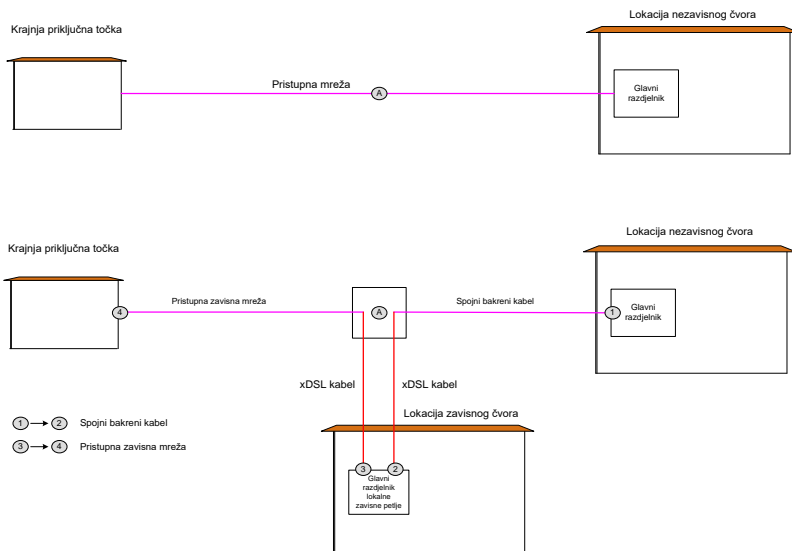 Lokacija nezavisnog čvora
Krajnja priključna točka
Pristupna mreža
A
Glavni
razdjelnik
Lokacija nezavisnog čvora
Krajnja priključna točka
Pristupna zavisna mreža
Spojni bakreni kabel
4
A
1
Glavni
razdjelnik
xDSL kabel
xDSL kabel
Lokacija zavisnog čvora
1
2
Spojni bakreni kabel
3
4
Pristupna zavisna mreža
3
2
Glavni
razdjelnik
lokalne
zavisne petlje